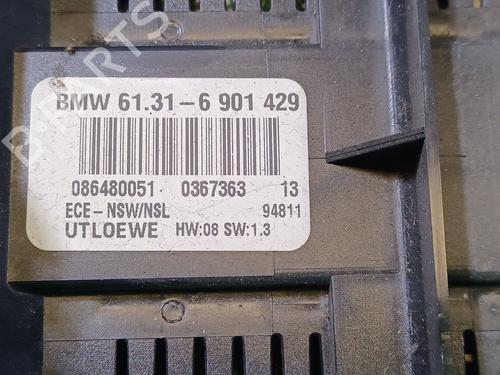 BMW 61.31-6 901 429
086480051 0367363 13
ECE-NSW/NSL 94811
UTLOEWE HW:08 SW:1.3
B-PARTS